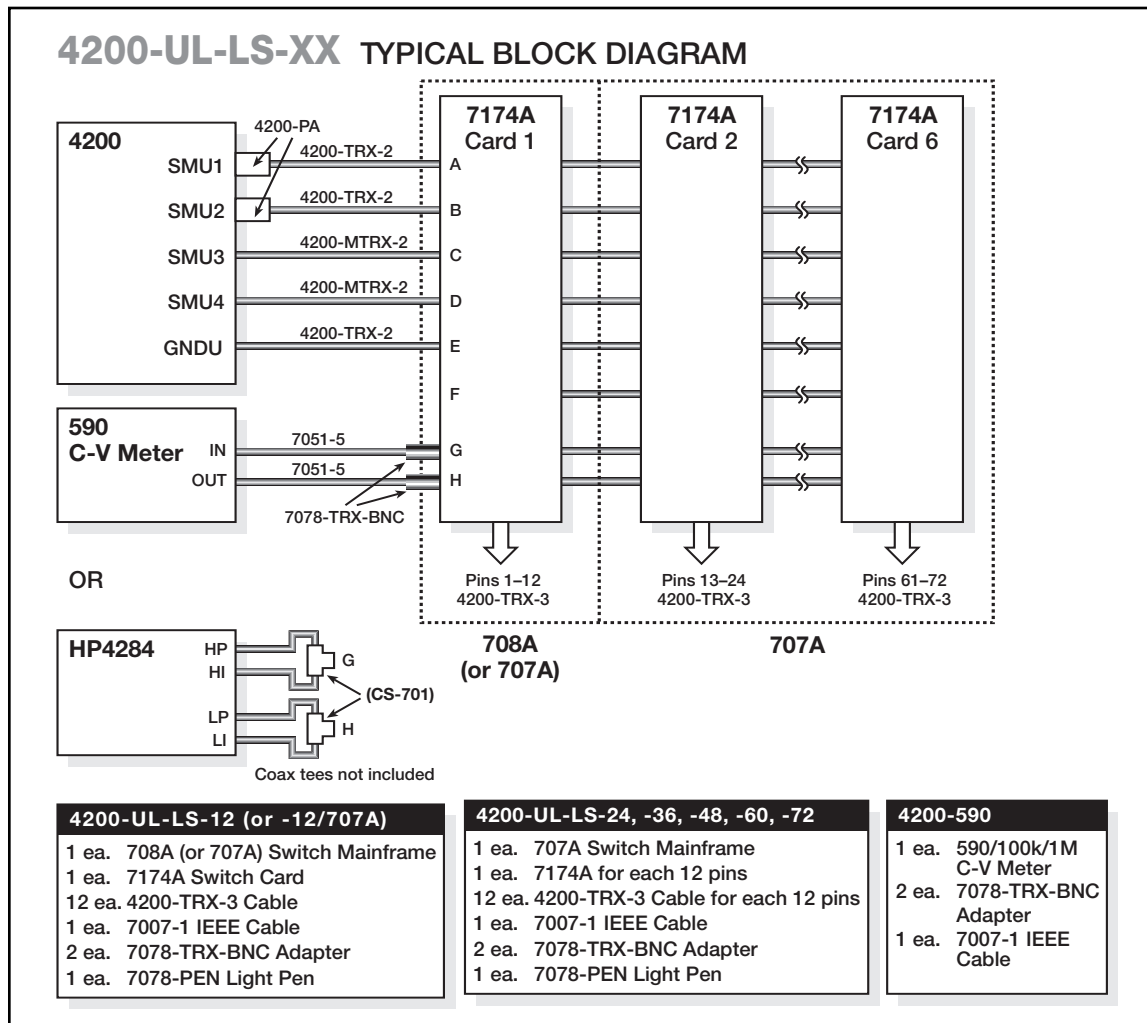 4200-UL-LS-XX TYPICAL BLOCK DIAGRAM
4200
SMU1
SMU2
SMU3
SMU4
GNDU
4200-PA
4200-TRX-2
4200-TRX-2
4200-MTRX-2
4200-MTRX-2
4200-TRX-2
590
C-V Meter
IN
OUT
7051-5
7051-5
7078-TRX-BNC
7174A
Card 1
A
B
C
D
E
F
G
H
7174A
Card 2
7174A
Card 6
Pins 1–12
4200-TRX-3
Pins 13–24
4200-TRX-3
Pins 61–72
4200-TRX-3
708A
(or 707A)
707A
OR
HP4284
HP
HI
LP
LI
G
(CS-701)
H
Coax tees not included
4200-UL-LS-12 (or -12/707A)
1 ea. 708A (or 707A) Switch Mainframe
1 ea. 7174A Switch Card
12 ea. 4200-TRX-3 Cable
1 ea. 7007-1 IEEE Cable
2 ea. 7078-TRX-BNC Adapter
1 ea. 7078-PEN Light Pen
4200-UL-LS-24, -36, -48, -60, -72
1 ea. 707A Switch Mainframe
1 ea. 7174A for each 12 pins
12 ea. 4200-TRX-3 Cable for each 12 pins
1 ea. 7007-1 IEEE Cable
2 ea. 7078-TRX-BNC Adapter
1 ea. 7078-PEN Light Pen
4200-590
1 ea. 590/100k/1M
C-V Meter
2 ea. 7078-TRX-BNC
Adapter
1 ea. 7007-1 IEEE
Cable